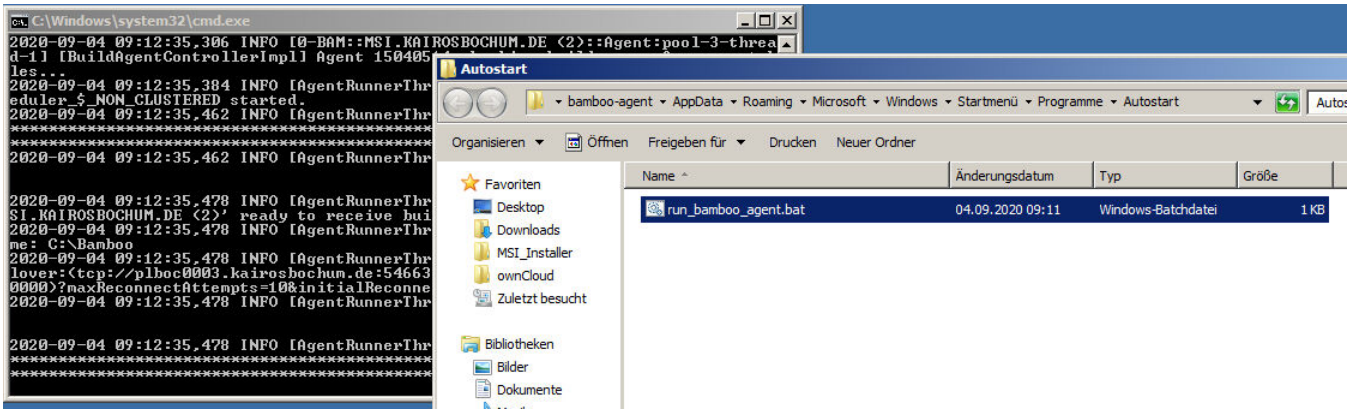 C:\Windows\system32\cmd.exe
2020-09-04 09:12:35,306 INFO [0-BAM::MSI.KAIROSBOCHUM.DE (2)::Agent:pool-3-threa
d-1] [BuildAgentControllerImpl] Agent 150405
les...
2020-09-04 09:12:35,384 INFO [AgentRunnerThr
eduler_$_NON_CLUSTERED started.
2020-09-04 09:12:35,462 INFO [AgentRunnerThr
*******************************************
*******************************************
2020-09-04 09:12:35,462 INFO [AgentRunnerThr
2020-09-04 09:12:35,478 INFO [AgentRunnerThr
SI.KAIROSBOCHUM.DE (2)' ready to receive bui
2020-09-04 09:12:35,478 INFO [AgentRunnerThr
me: C:\Bamboo
2020-09-04 09:12:35,478 INFO [AgentRunnerThr
lover:(tcp://plboc0003.kairosbochum.de:54663
0000)?maxReconnectAttempts=10&initialReconne
2020-09-04 09:12:35,478 INFO [AgentRunnerThr
2020-09-04 09:12:35,478 INFO [AgentRunnerThr
*******************************************
*******************************************
Autostart
bamboo-agent AppData Roaming Microsoft Windows Startmenü Programme Autostart
Autos
Organisieren Öffnen Freigeben für Drucken Neuer Ordner
Favoriten
Desktop
Downloads
MSI_Installer
ownCloud
Zuletzt besucht
Bibliotheken
Bilder
Dokumente
Name Änderungsdatum Typ Größe
run_bamboo_agent.bat 04.09.2020 09:11 Windows-Batchdatei 1 KB